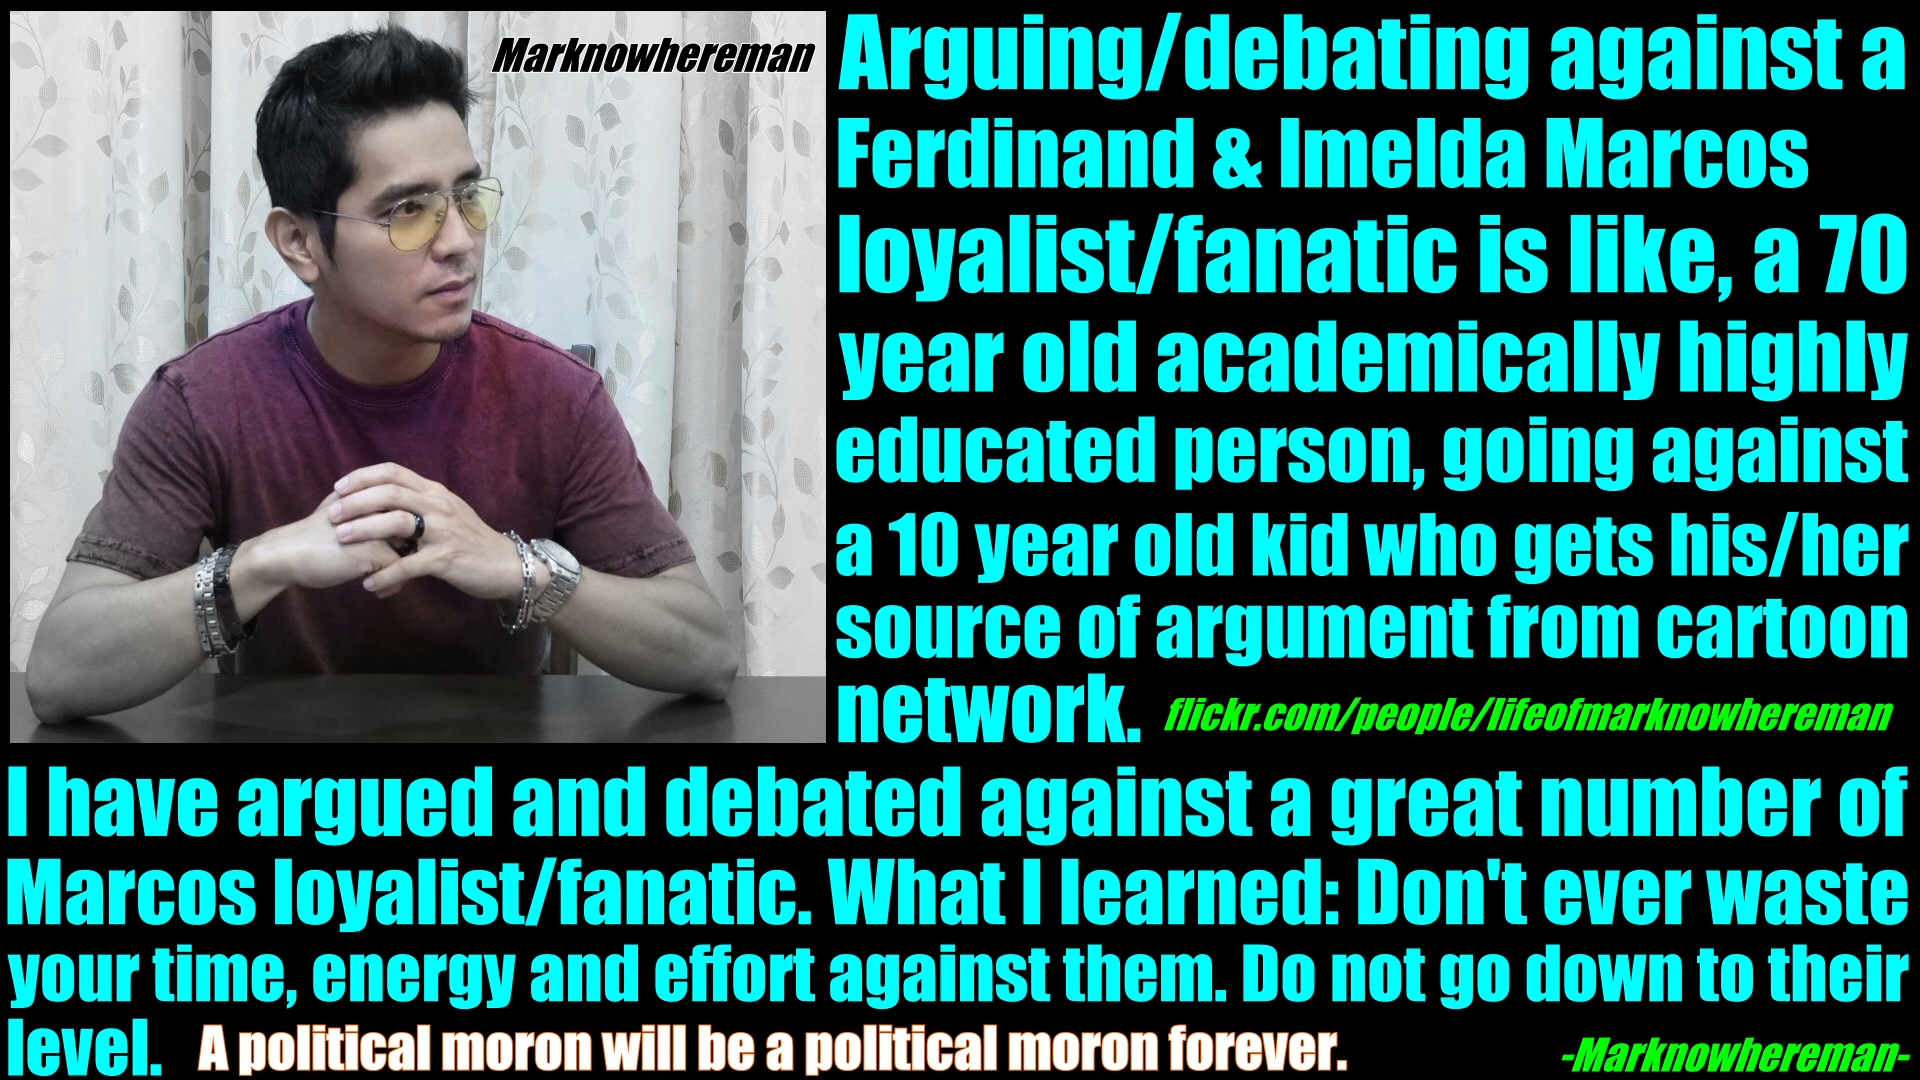 Marknowhereman
Arguing/debating against a
Ferdinand & Imelda Marcos
loyalist/fanatic is like, a 70
year old academically highly
educated person, going against
a 10 year old kid who gets his/her
source of argument from cartoon
network.
flickr.com/people/lifeofmarknowhereman
I have argued and debated against a great number of
Marcos loyalist/fanatic. What I learned: Don't ever waste
your time, energy and effort against them. Do not go down to their
level.
A political moron will be a political moron forever.
-Marknowhereman-